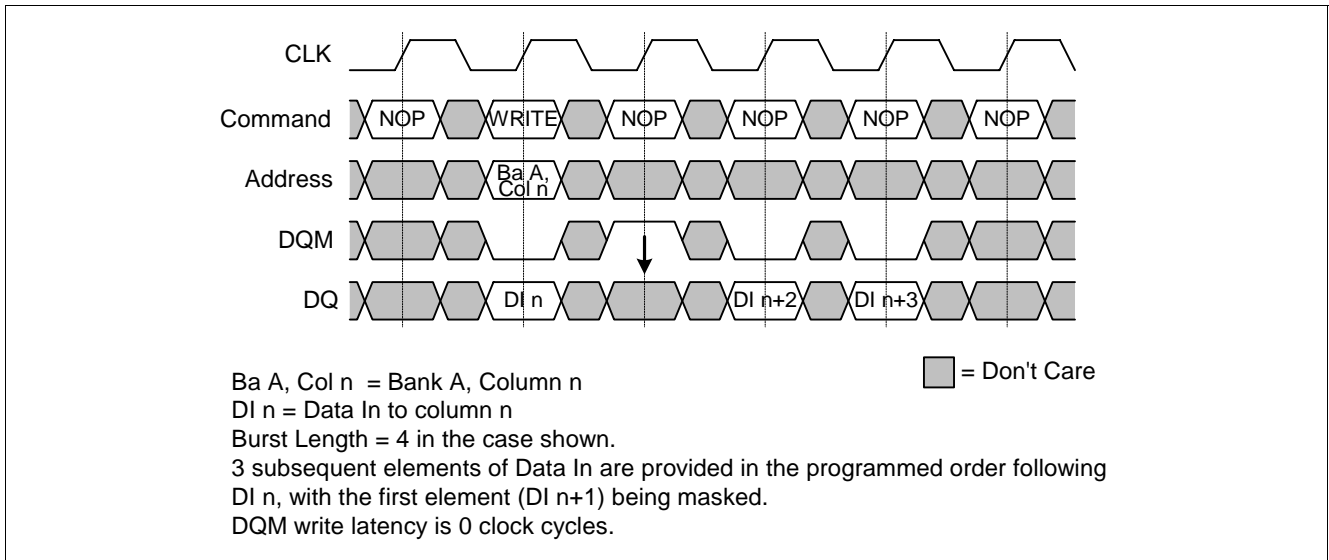 CLK
Command NOP WRITE NOP NOP NOP NOP
Address Ba A,
Col n
DQM
DQ DI n DI n+2 DI n+3
Ba A, Col n = Bank A, Column n
= Don't Care
DI n = Data In to column n
Burst Length = 4 in the case shown.
3 subsequent elements of Data In are provided in the programmed order following
DI n, with the first element (DI n+1) being masked.
DQM write latency is 0 clock cycles.